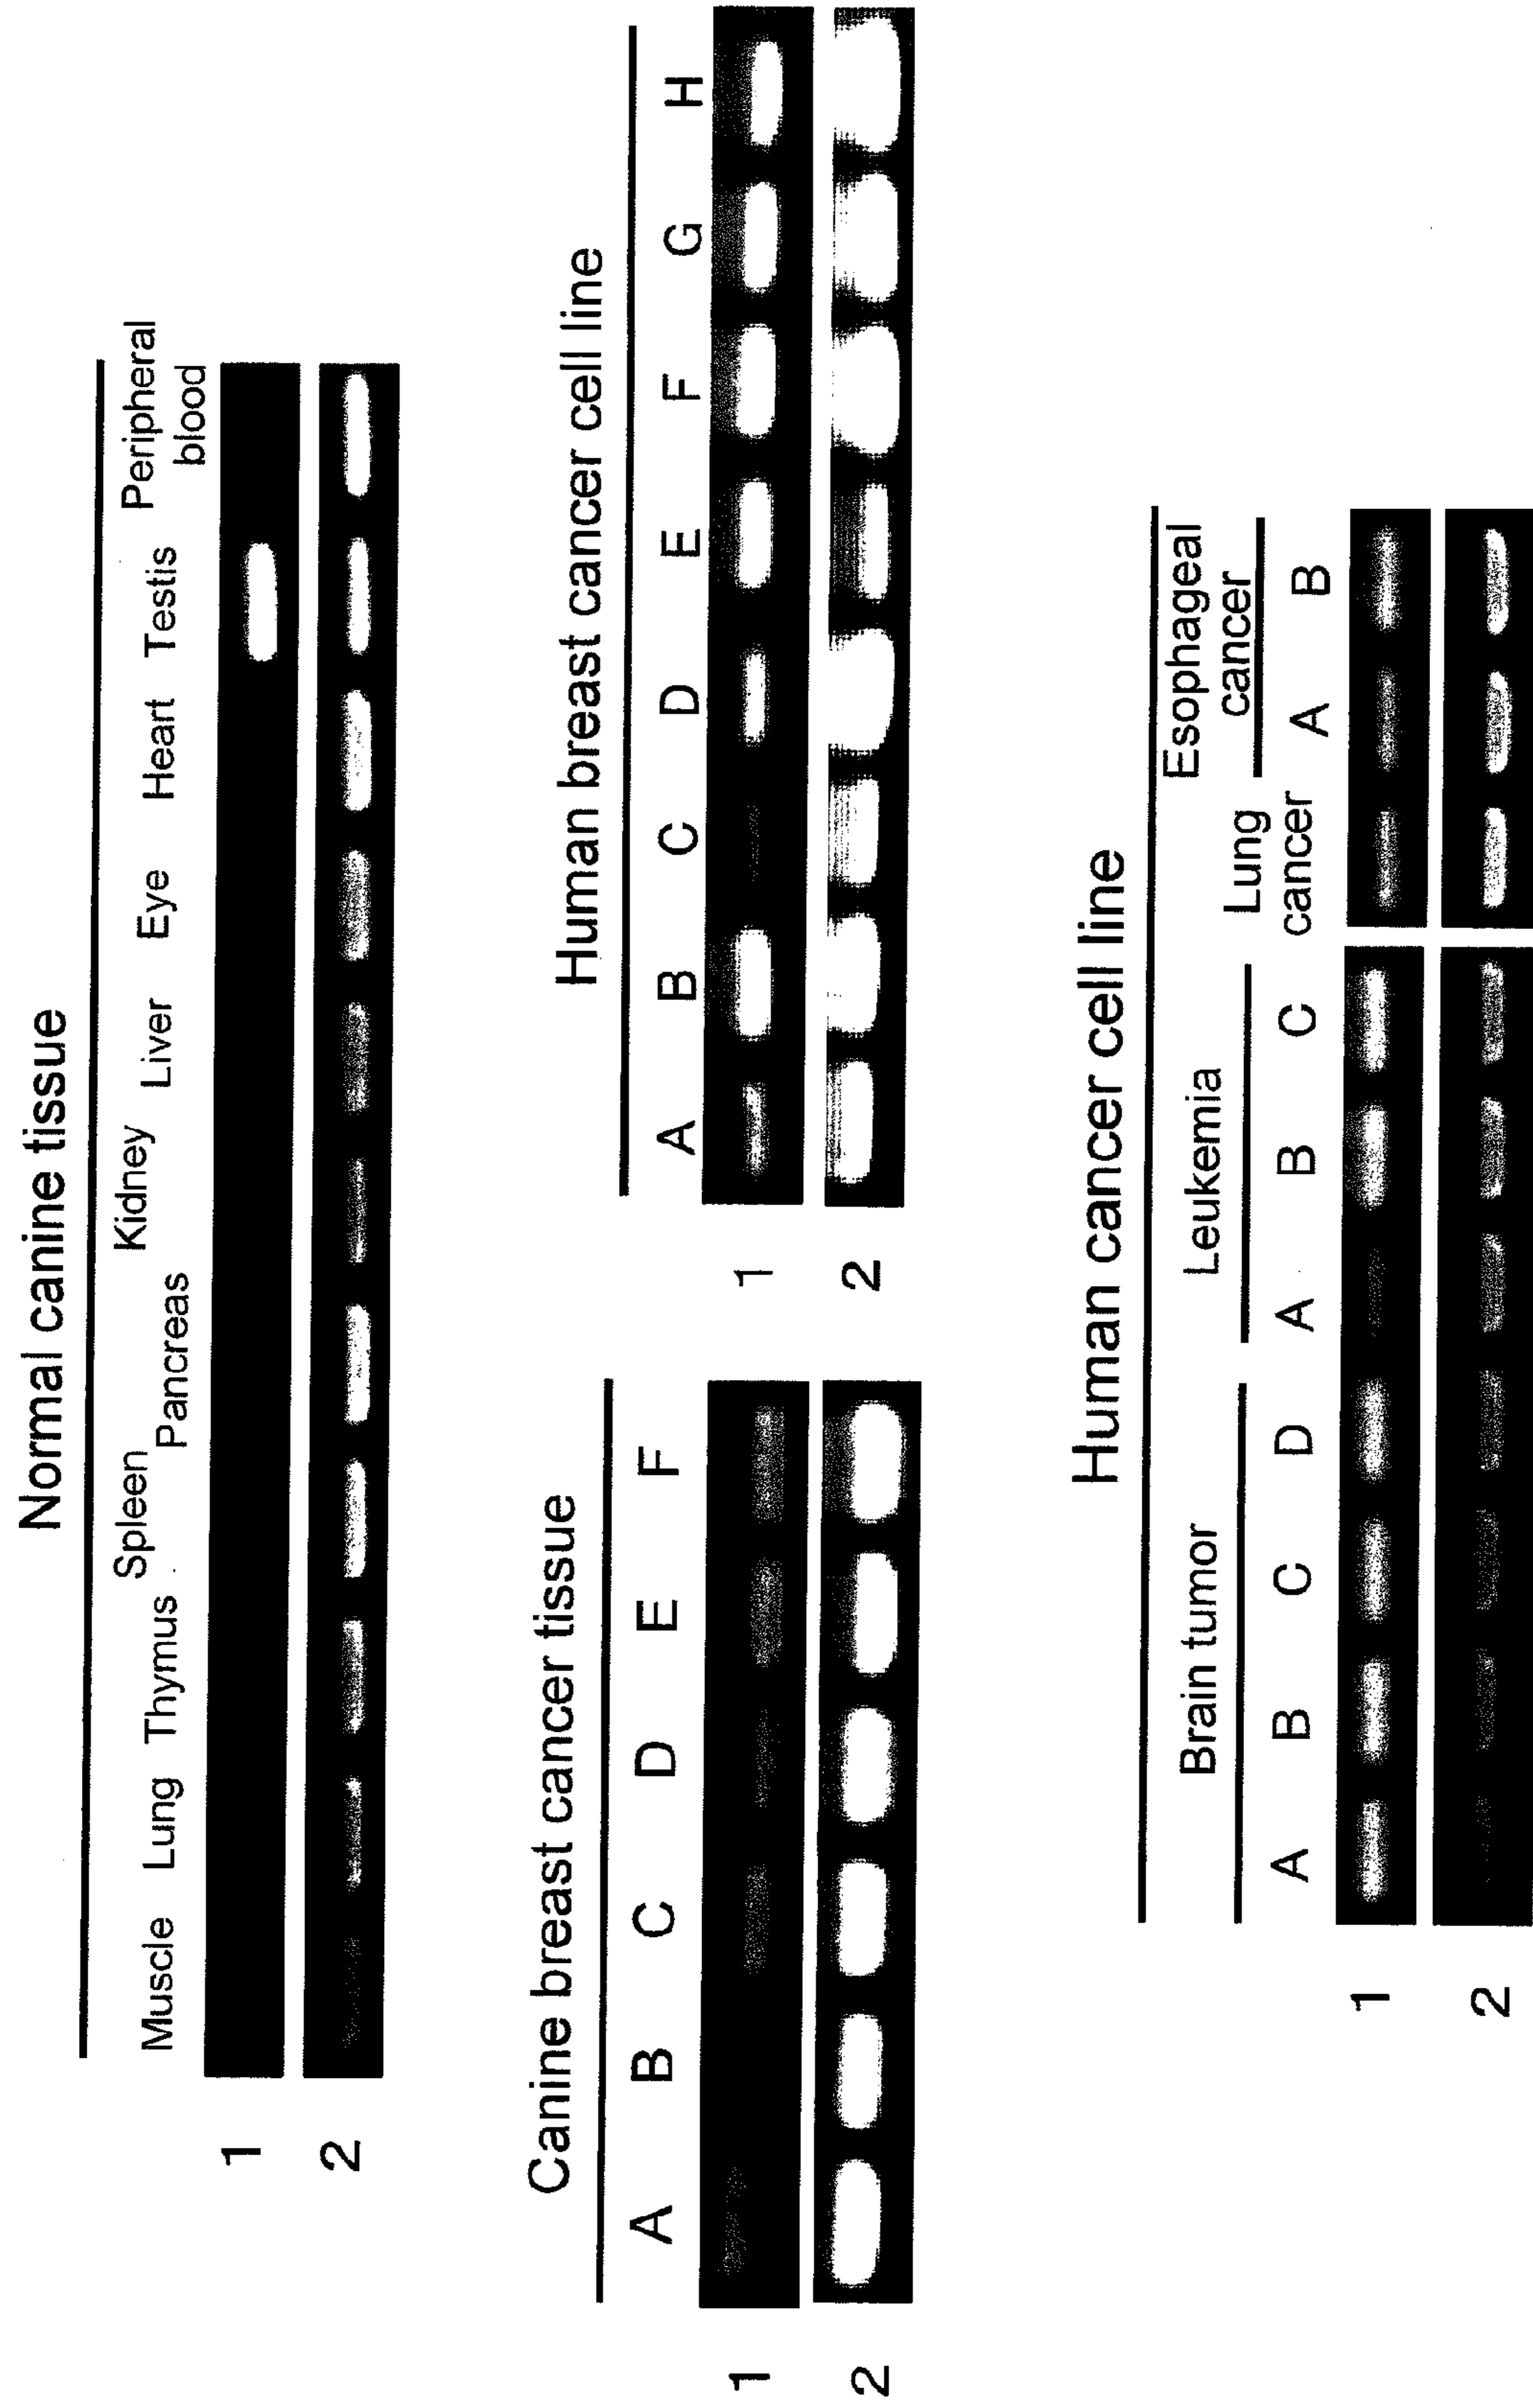 Normal canine tissue
Muscle Lung Thymus Spleen Pancreas Kidney Liver Eye Heart Testis Peripheral blood
1
2
Canine breast cancer tissue
A B C D E F
1
2
Human breast cancer cell line
A B C D E F G H
1
2
Human cancer cell line
Brain tumor Leukemia Lung cancer Esophageal cancer
A B C D A B C A B
1
2